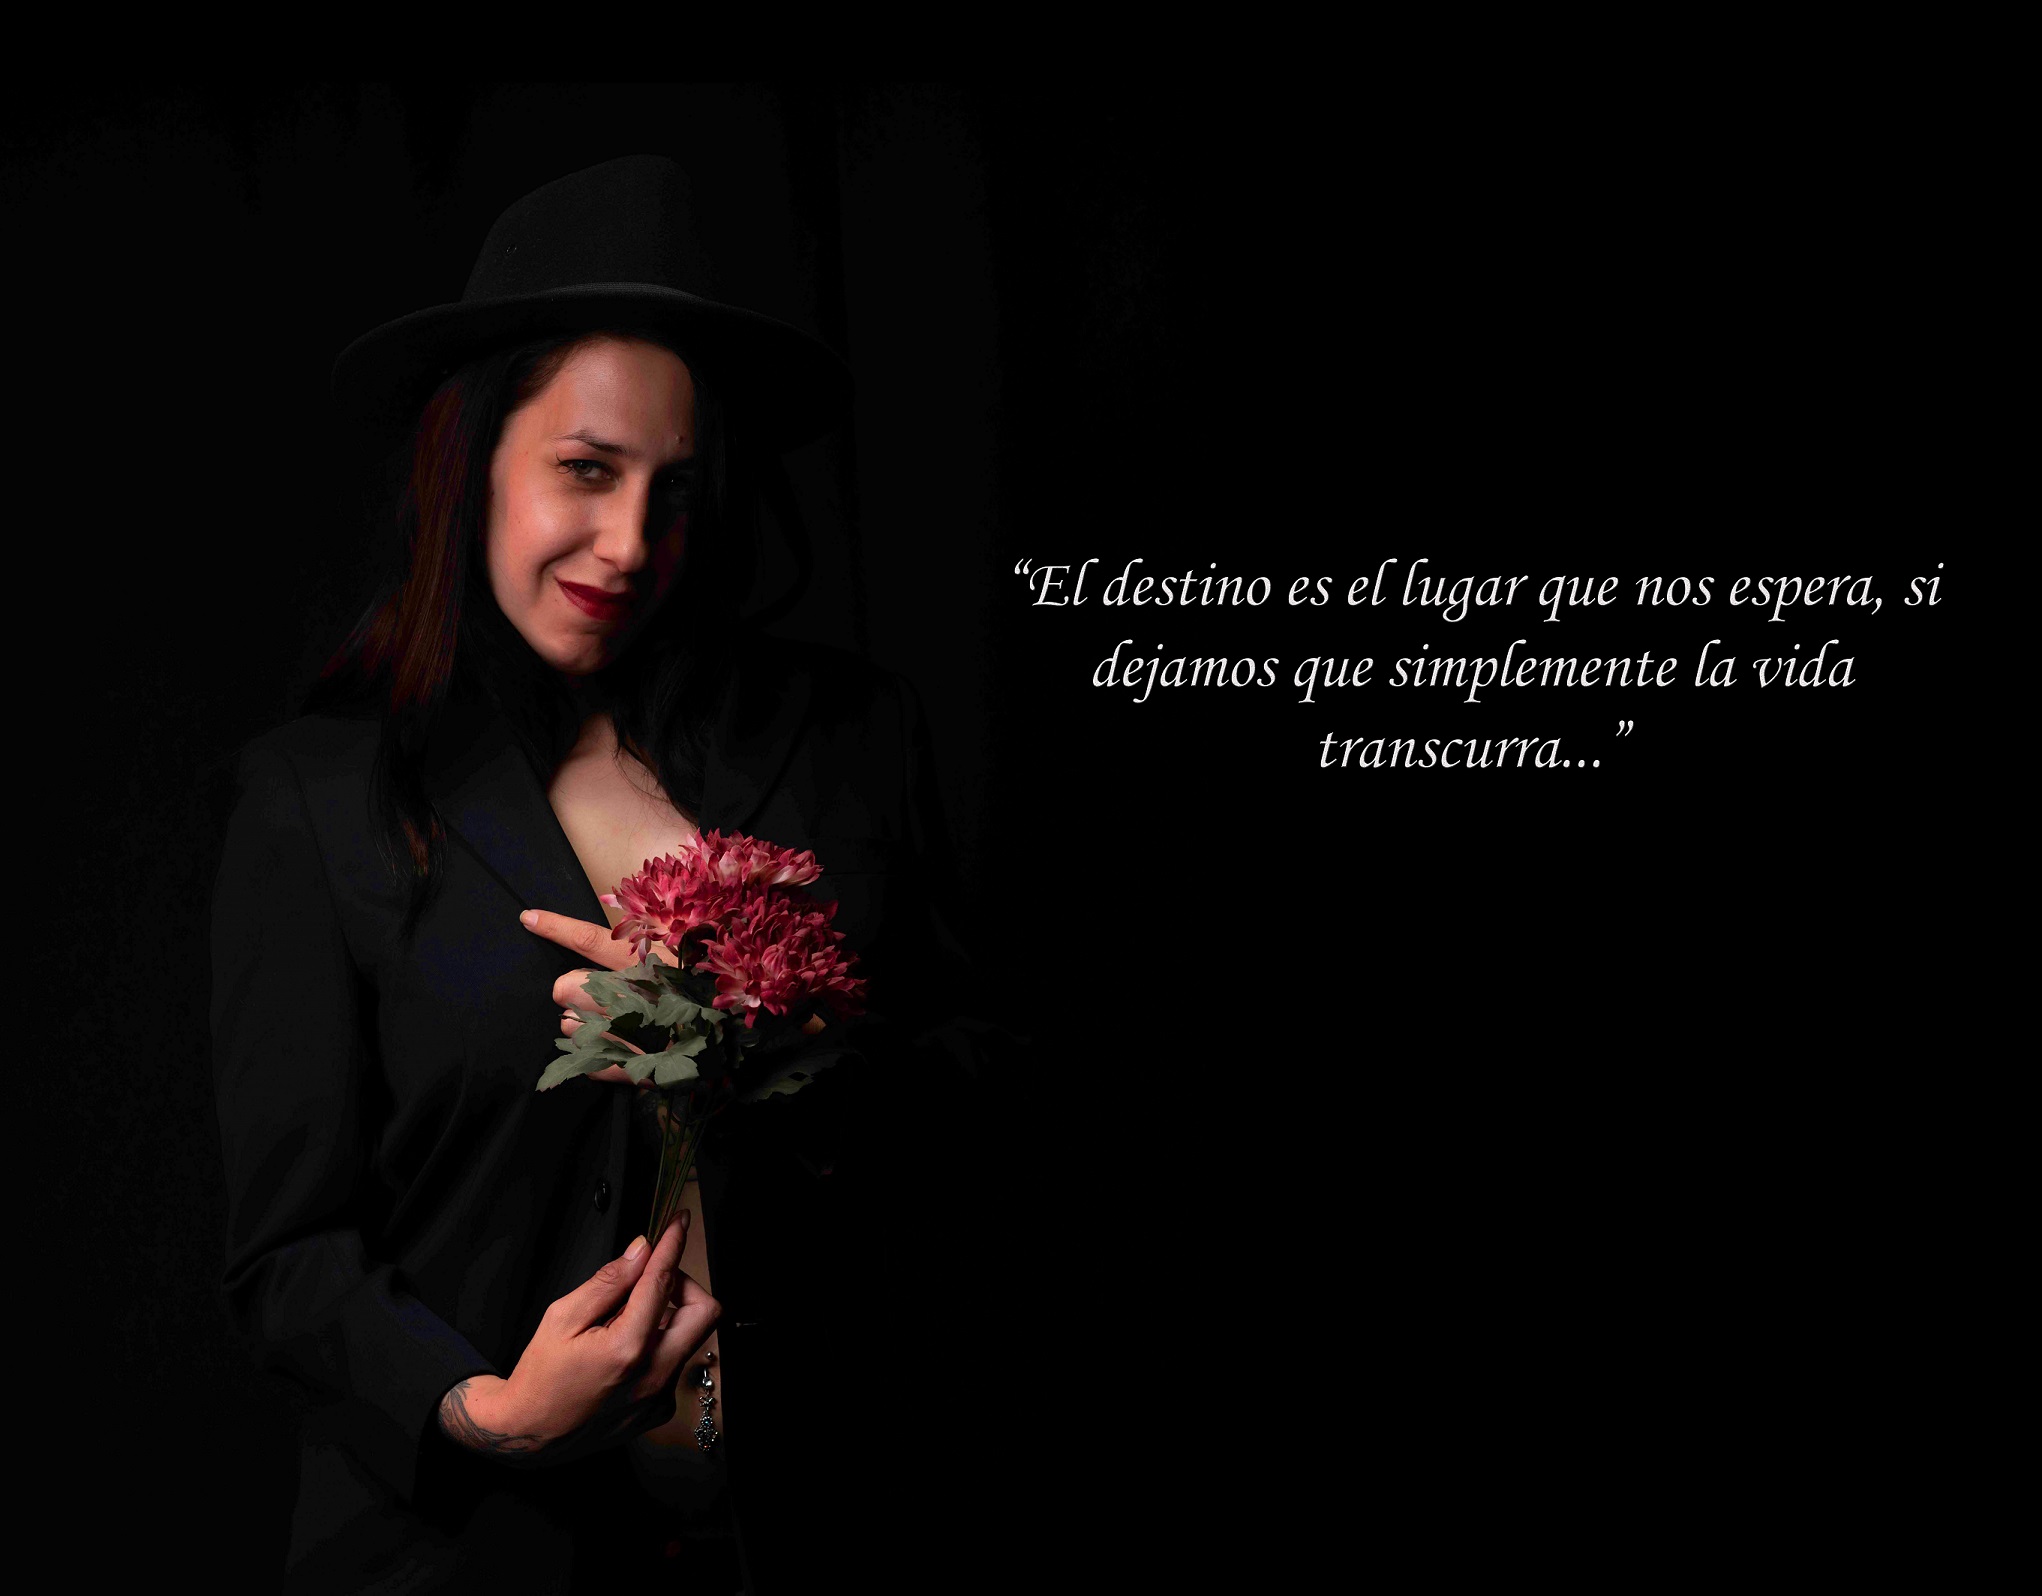 “El destino es el lugar que nos espera, si
dejamos que simplemente la vida
transcurra...”